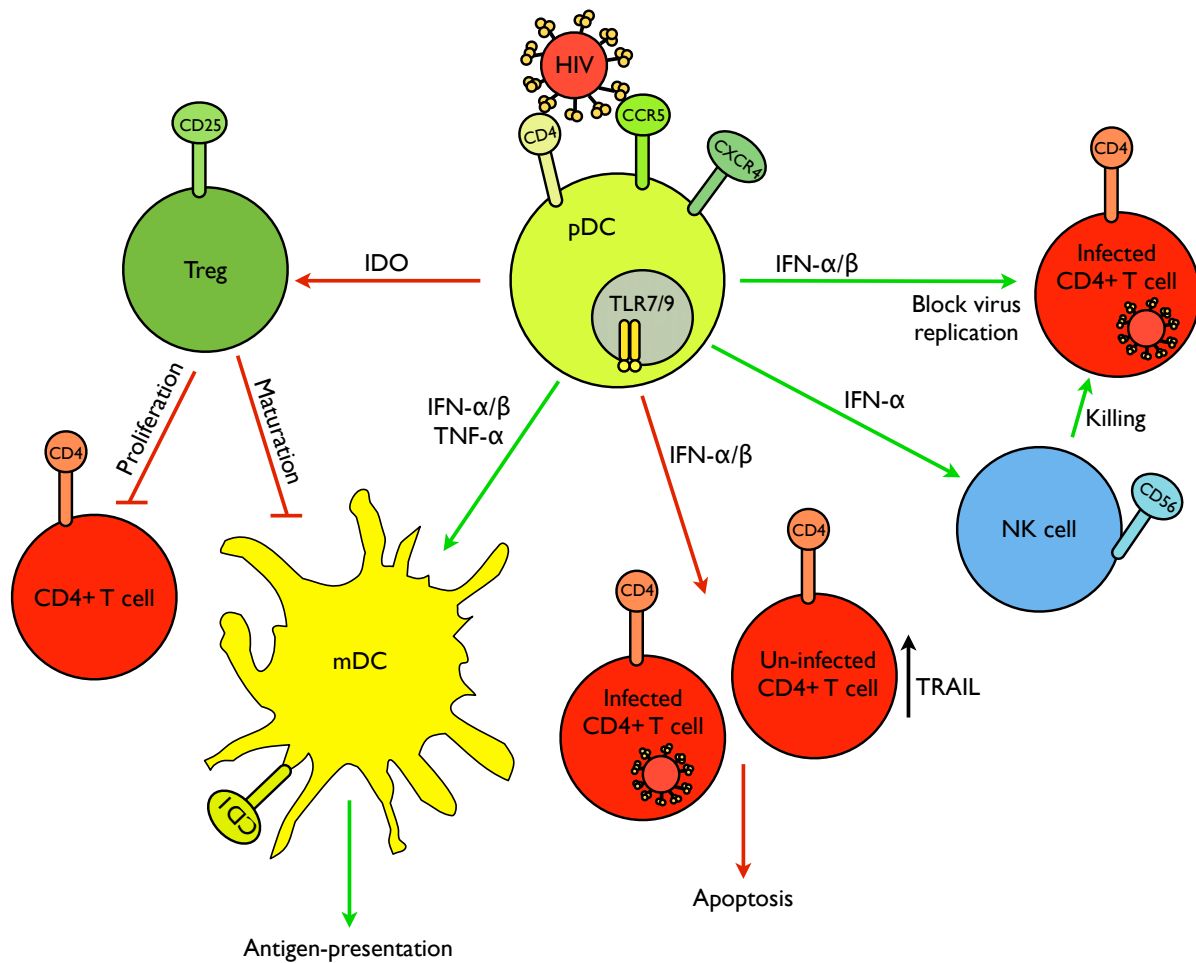 HIV
CD25
CD4
CCR5
CXCR4
CD4
pDC
Treg
IDO
IFN-α/β
Infected
CD4+ T cell
TLR7/9
Block virus
replication
Proliferation
Maturation
IFN-α/β
TNF-α
IFN-α
Killing
CD4
IFN-α/β
CD56
CD4
NK cell
CD4+ T cell
CD4
mDC
Un-infected
CD4+ T cell
TRAIL
Infected
CD4+ T cell
CD1
Apoptosis
Antigen-presentation